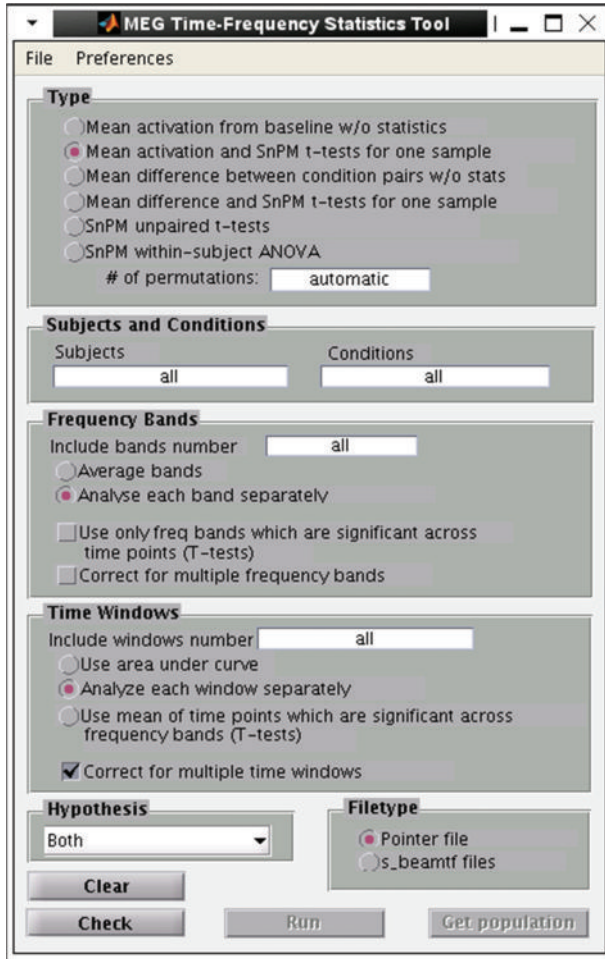 MEG Time-Frequency Statistics Tool
File Preferences
Type
Mean activation from baseline w/o statistics
Mean activation and SnPM t-tests for one sample
Mean difference between condition pairs w/o stats
Mean difference and SnPM t-tests for one sample
SnPM unpaired t-tests
SnPM within-subject ANOVA
# of permutations: automatic
Subjects and Conditions
Subjects Conditions
all all
Frequency Bands
Include bands number all
Average bands
Analyse each band separately
Use only freq bands which are significant across
time points (T-tests)
Correct for multiple frequency bands
Time Windows
Include windows number all
Use area under curve
Analyze each window separately
Use mean of time points which are significant across
frequency bands (T-tests)
Correct for multiple time windows
Hypothesis Filetype
Both Pointer file
s_beamtf files
Clear
Check Run Get population